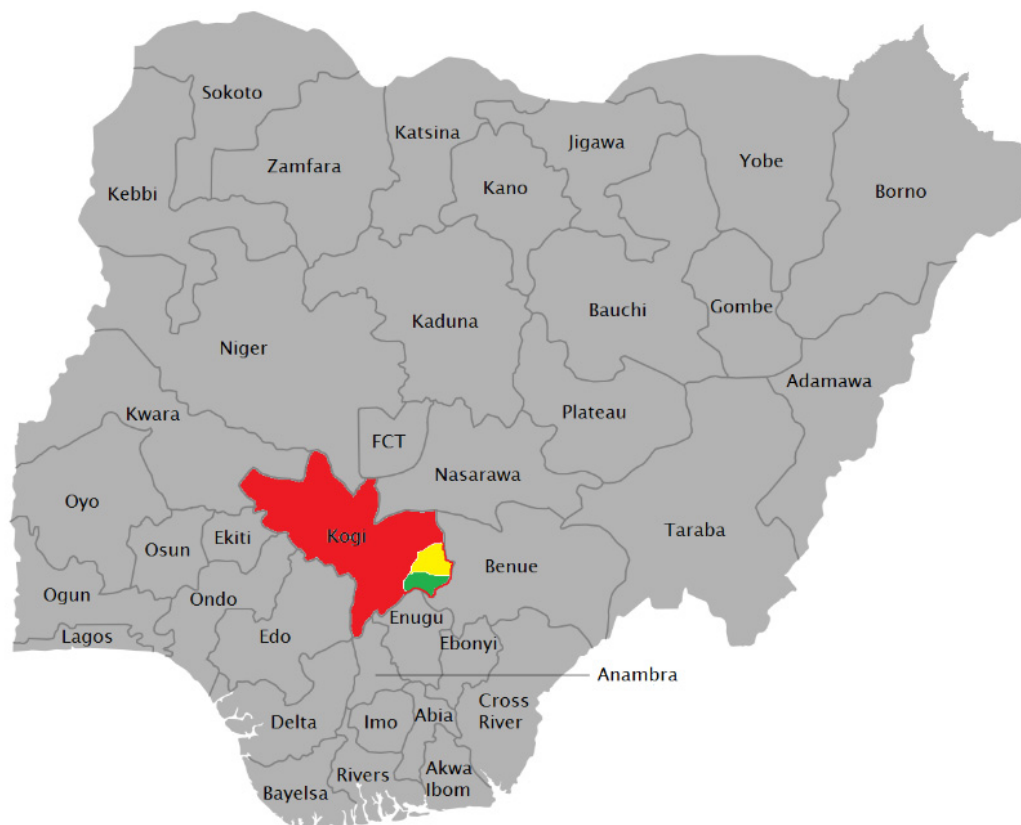 Sokoto
Katsina
Jigawa
Yobe
Zamfara
Kano
Kebbi
Borno
Bauchi
Gombe
Kaduna
Niger
Adamawa
Plateau
Kwara
FCT
Nasarawa
Oyo
Kogi
Taraba
Ekiti
Osun
Benue
Ogun
Ondo
Enugu
Lagos
Edo
Ebonyi
Anambra
Cross
River
Delta
Imo
Abia
Rivers
Akwa
Ibom
Bayelsa